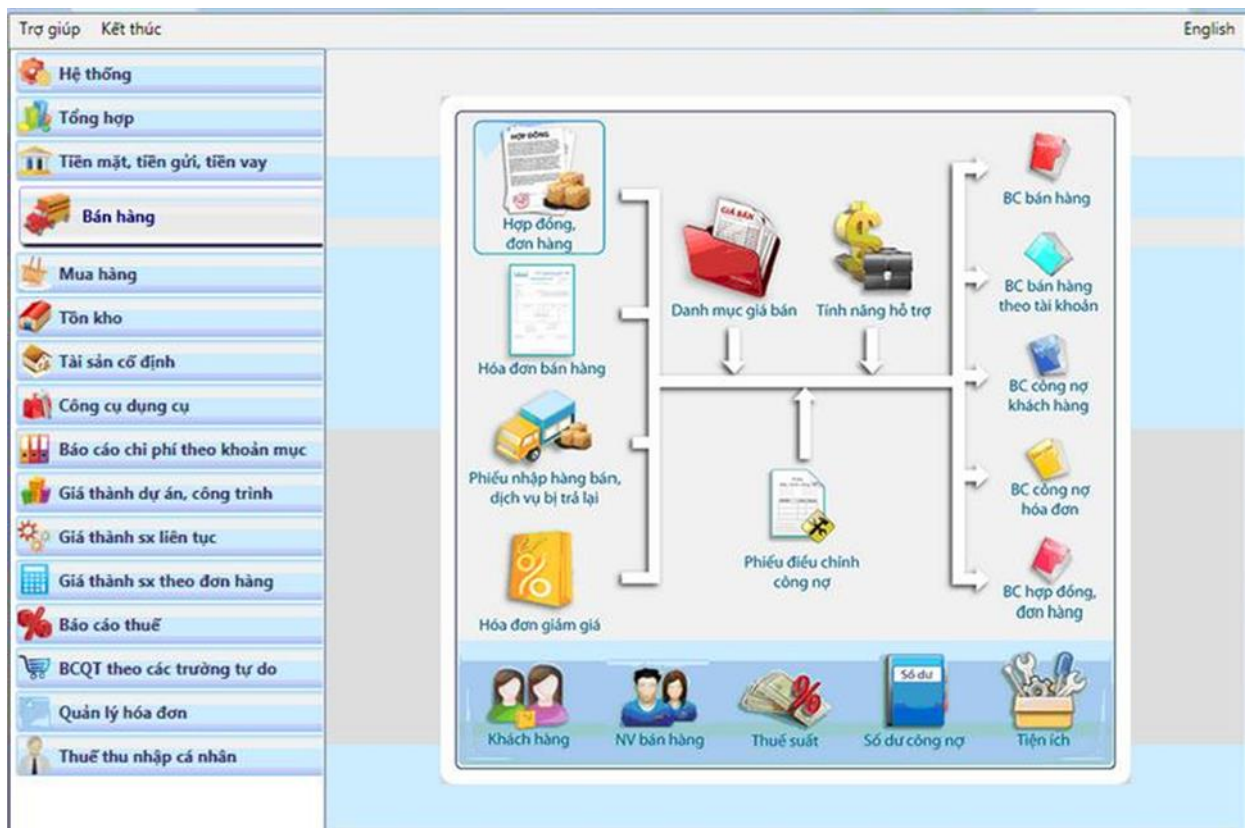 Trợ giúp Kết thúc English
Hệ thống
Tổng hợp
Tiền mặt, tiền gửi, tiền vay
Bán hàng
Mua hàng
Tồn kho
Tài sản cố định
Công cụ dụng cụ
Báo cáo chi phí theo khoản mục
Giá thành dự án, công trình
Giá thành sx liên tục
Giá thành sx theo đơn hàng
Báo cáo thuế
BCQT theo các trường tự do
Quản lý hóa đơn
Thuế thu nhập cá nhân
HỢP ĐỒNG
Hợp đồng,
đơn hàng
Hóa đơn bán hàng
Phiếu nhập hàng bán,
dịch vụ bị trả lại
Hóa đơn giảm giá
GIÁ BÁN
Danh mục giá bán
Tính năng hỗ trợ
Phiếu điều chỉnh
công nợ
BC bán hàng
BC bán hàng
theo tài khoản
BC công nợ
khách hàng
BC công nợ
hóa đơn
BC hợp đồng,
đơn hàng
Khách hàng
NV bán hàng
Thuế suất
Số dư
Số dư công nợ
Tiện ích